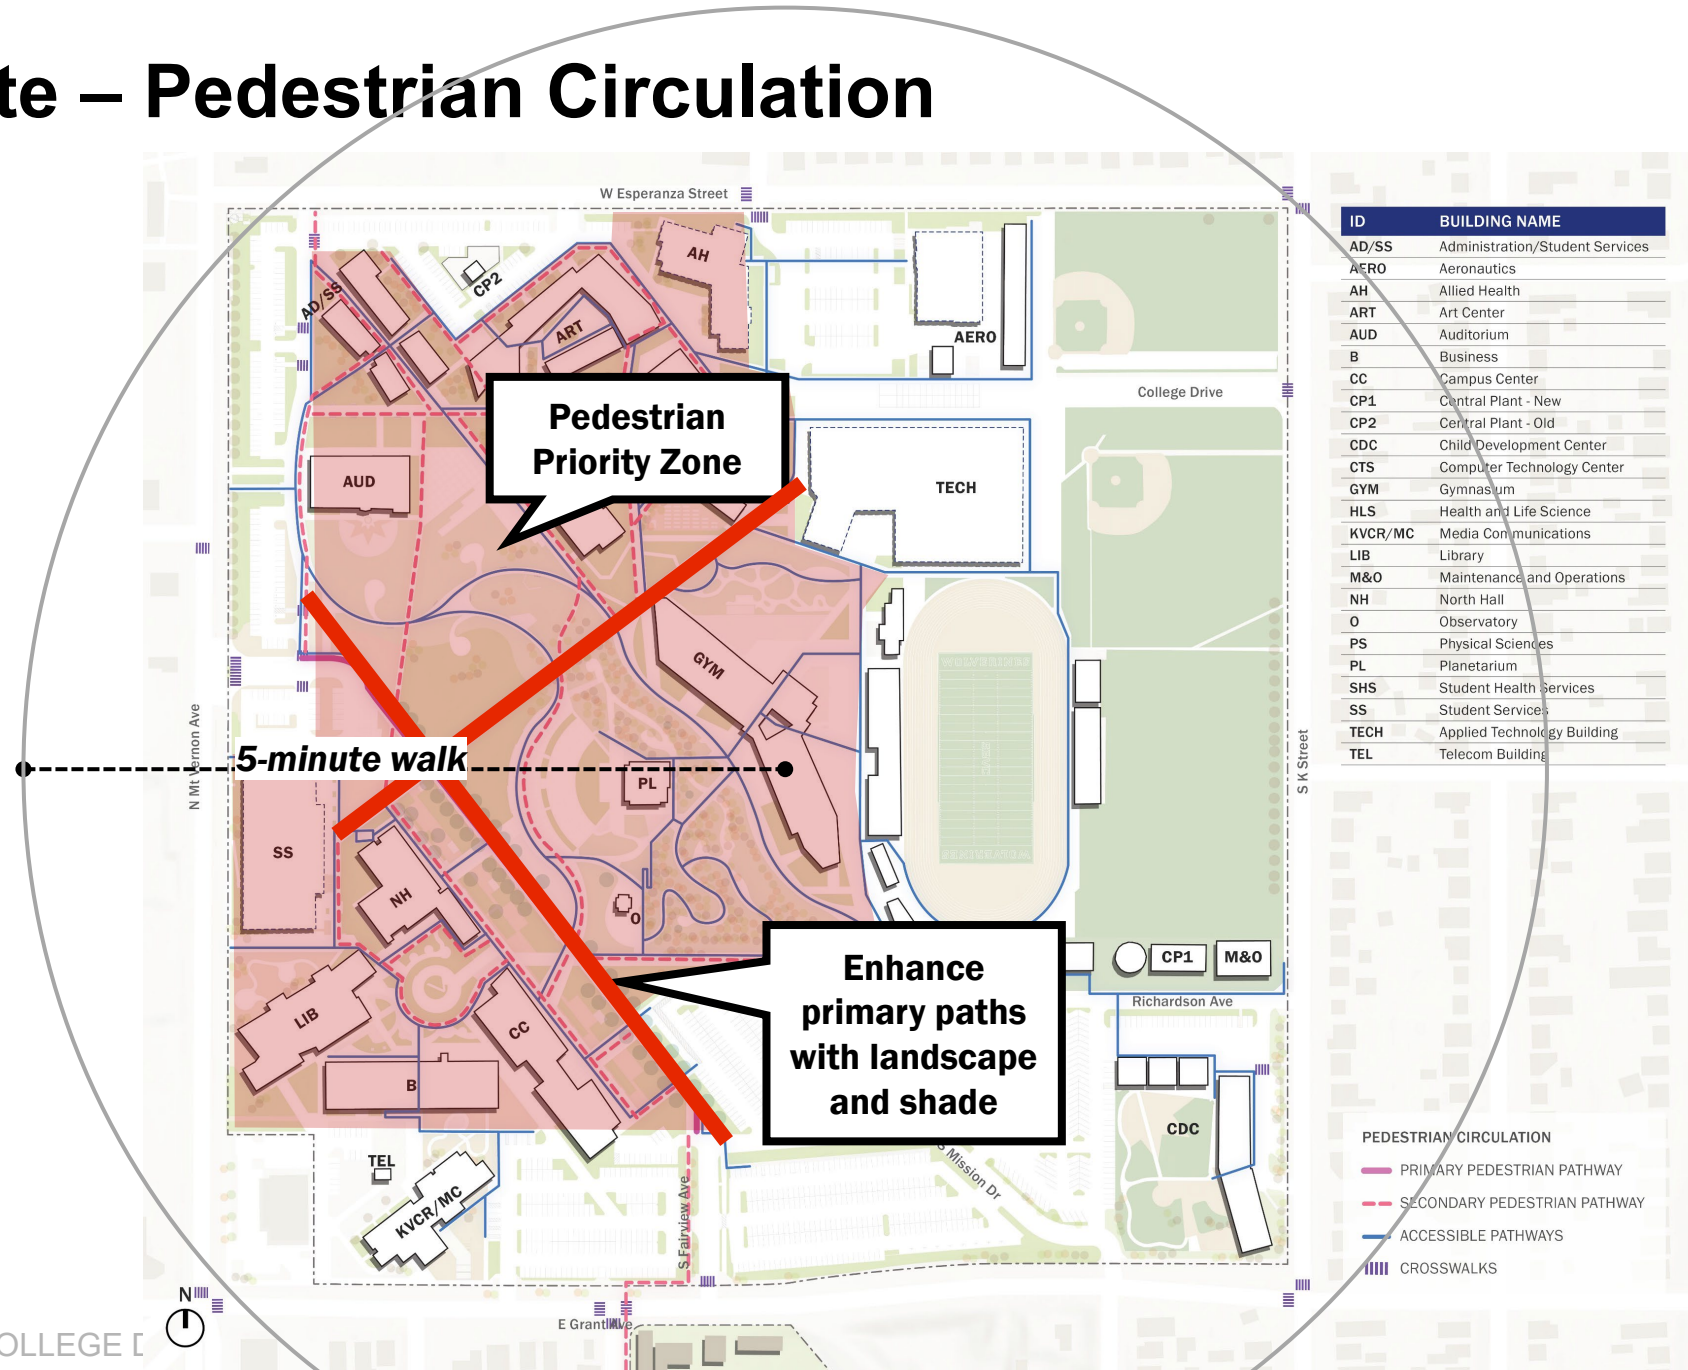 te – Pedestrian Circulation
W Esperanza Street
AH
CP2
AD/SS
ART
AERO
College Drive
Pedestrian
Priority Zone
AUD
TECH
GYM
WOLVERINES
N Mt Vernon Ave
5-minute walk
PL
S K Street
SS
NH
O
Enhance
primary paths
with landscape
and shade
CP1
M&O
Richardson Ave
LIB
CC
B
CDC
TEL
KVCR/MC
S Fairview Ave
S Mission Dr
N
E Grant Ave
OLLEGE D
ID BUILDING NAME
AD/SS Administration/Student Services
AERO Aeronautics
AH Allied Health
ART Art Center
AUD Auditorium
B Business
CC Campus Center
CP1 Central Plant - New
CP2 Central Plant - Old
CDC Child Development Center
CTS Computer Technology Center
GYM Gymnasium
HLS Health and Life Science
KVCR/MC Media Communications
LIB Library
M&O Maintenance and Operations
NH North Hall
O Observatory
PS Physical Sciences
PL Planetarium
SHS Student Health Services
SS Student Services
TECH Applied Technology Building
TEL Telecom Building
PEDESTRIAN CIRCULATION
PRIMARY PEDESTRIAN PATHWAY
SECONDARY PEDESTRIAN PATHWAY
ACCESSIBLE PATHWAYS
CROSSWALKS